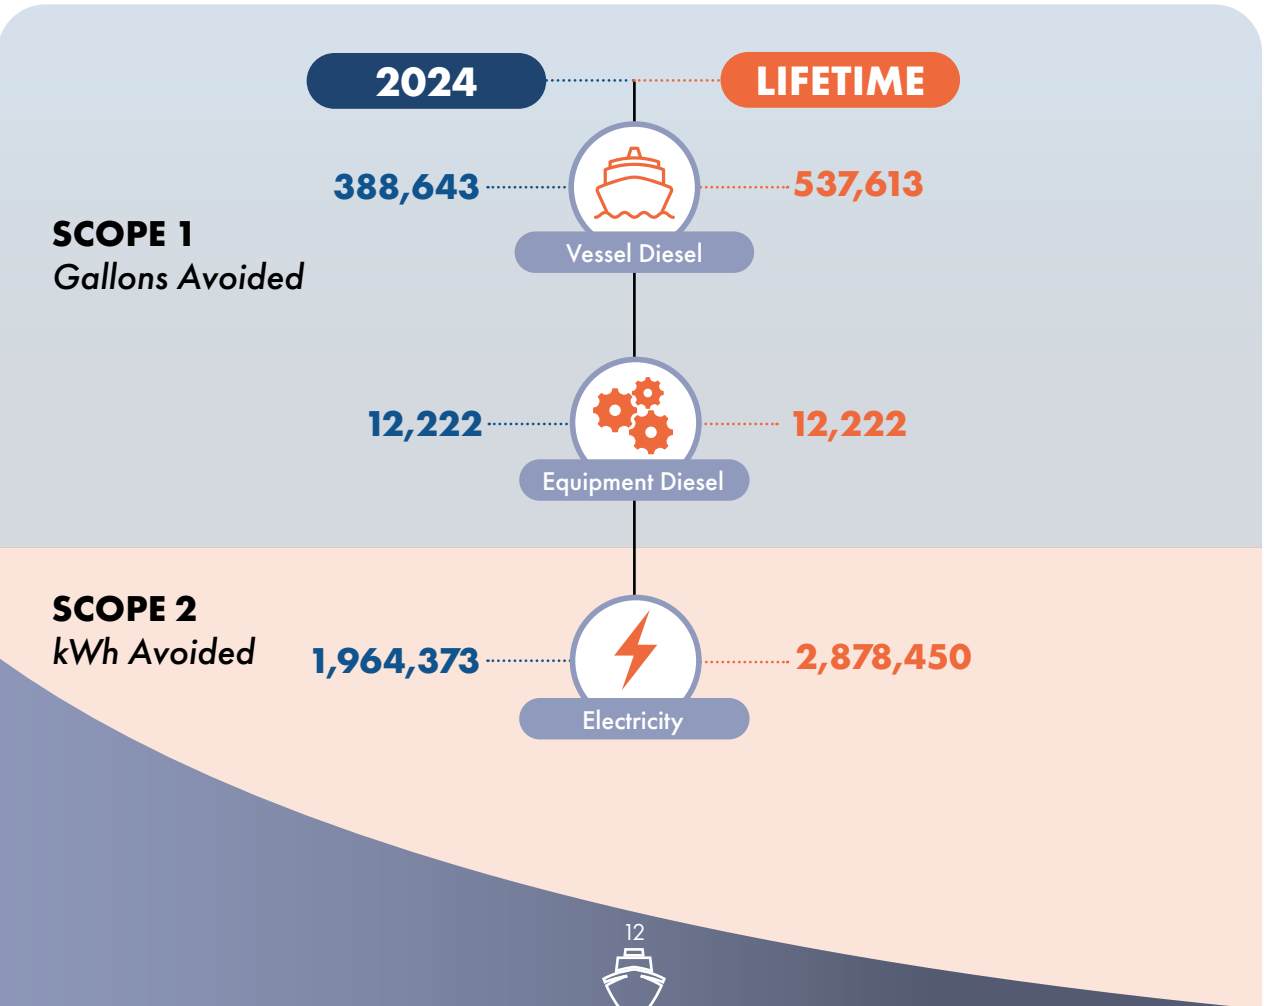 2024
LIFETIME
388,643
537,613
SCOPE 1
Gallons Avoided
Vessel Diesel
12,222
12,222
Equipment Diesel
SCOPE 2
kWh Avoided
1,964,373
2,878,450
Electricity
12